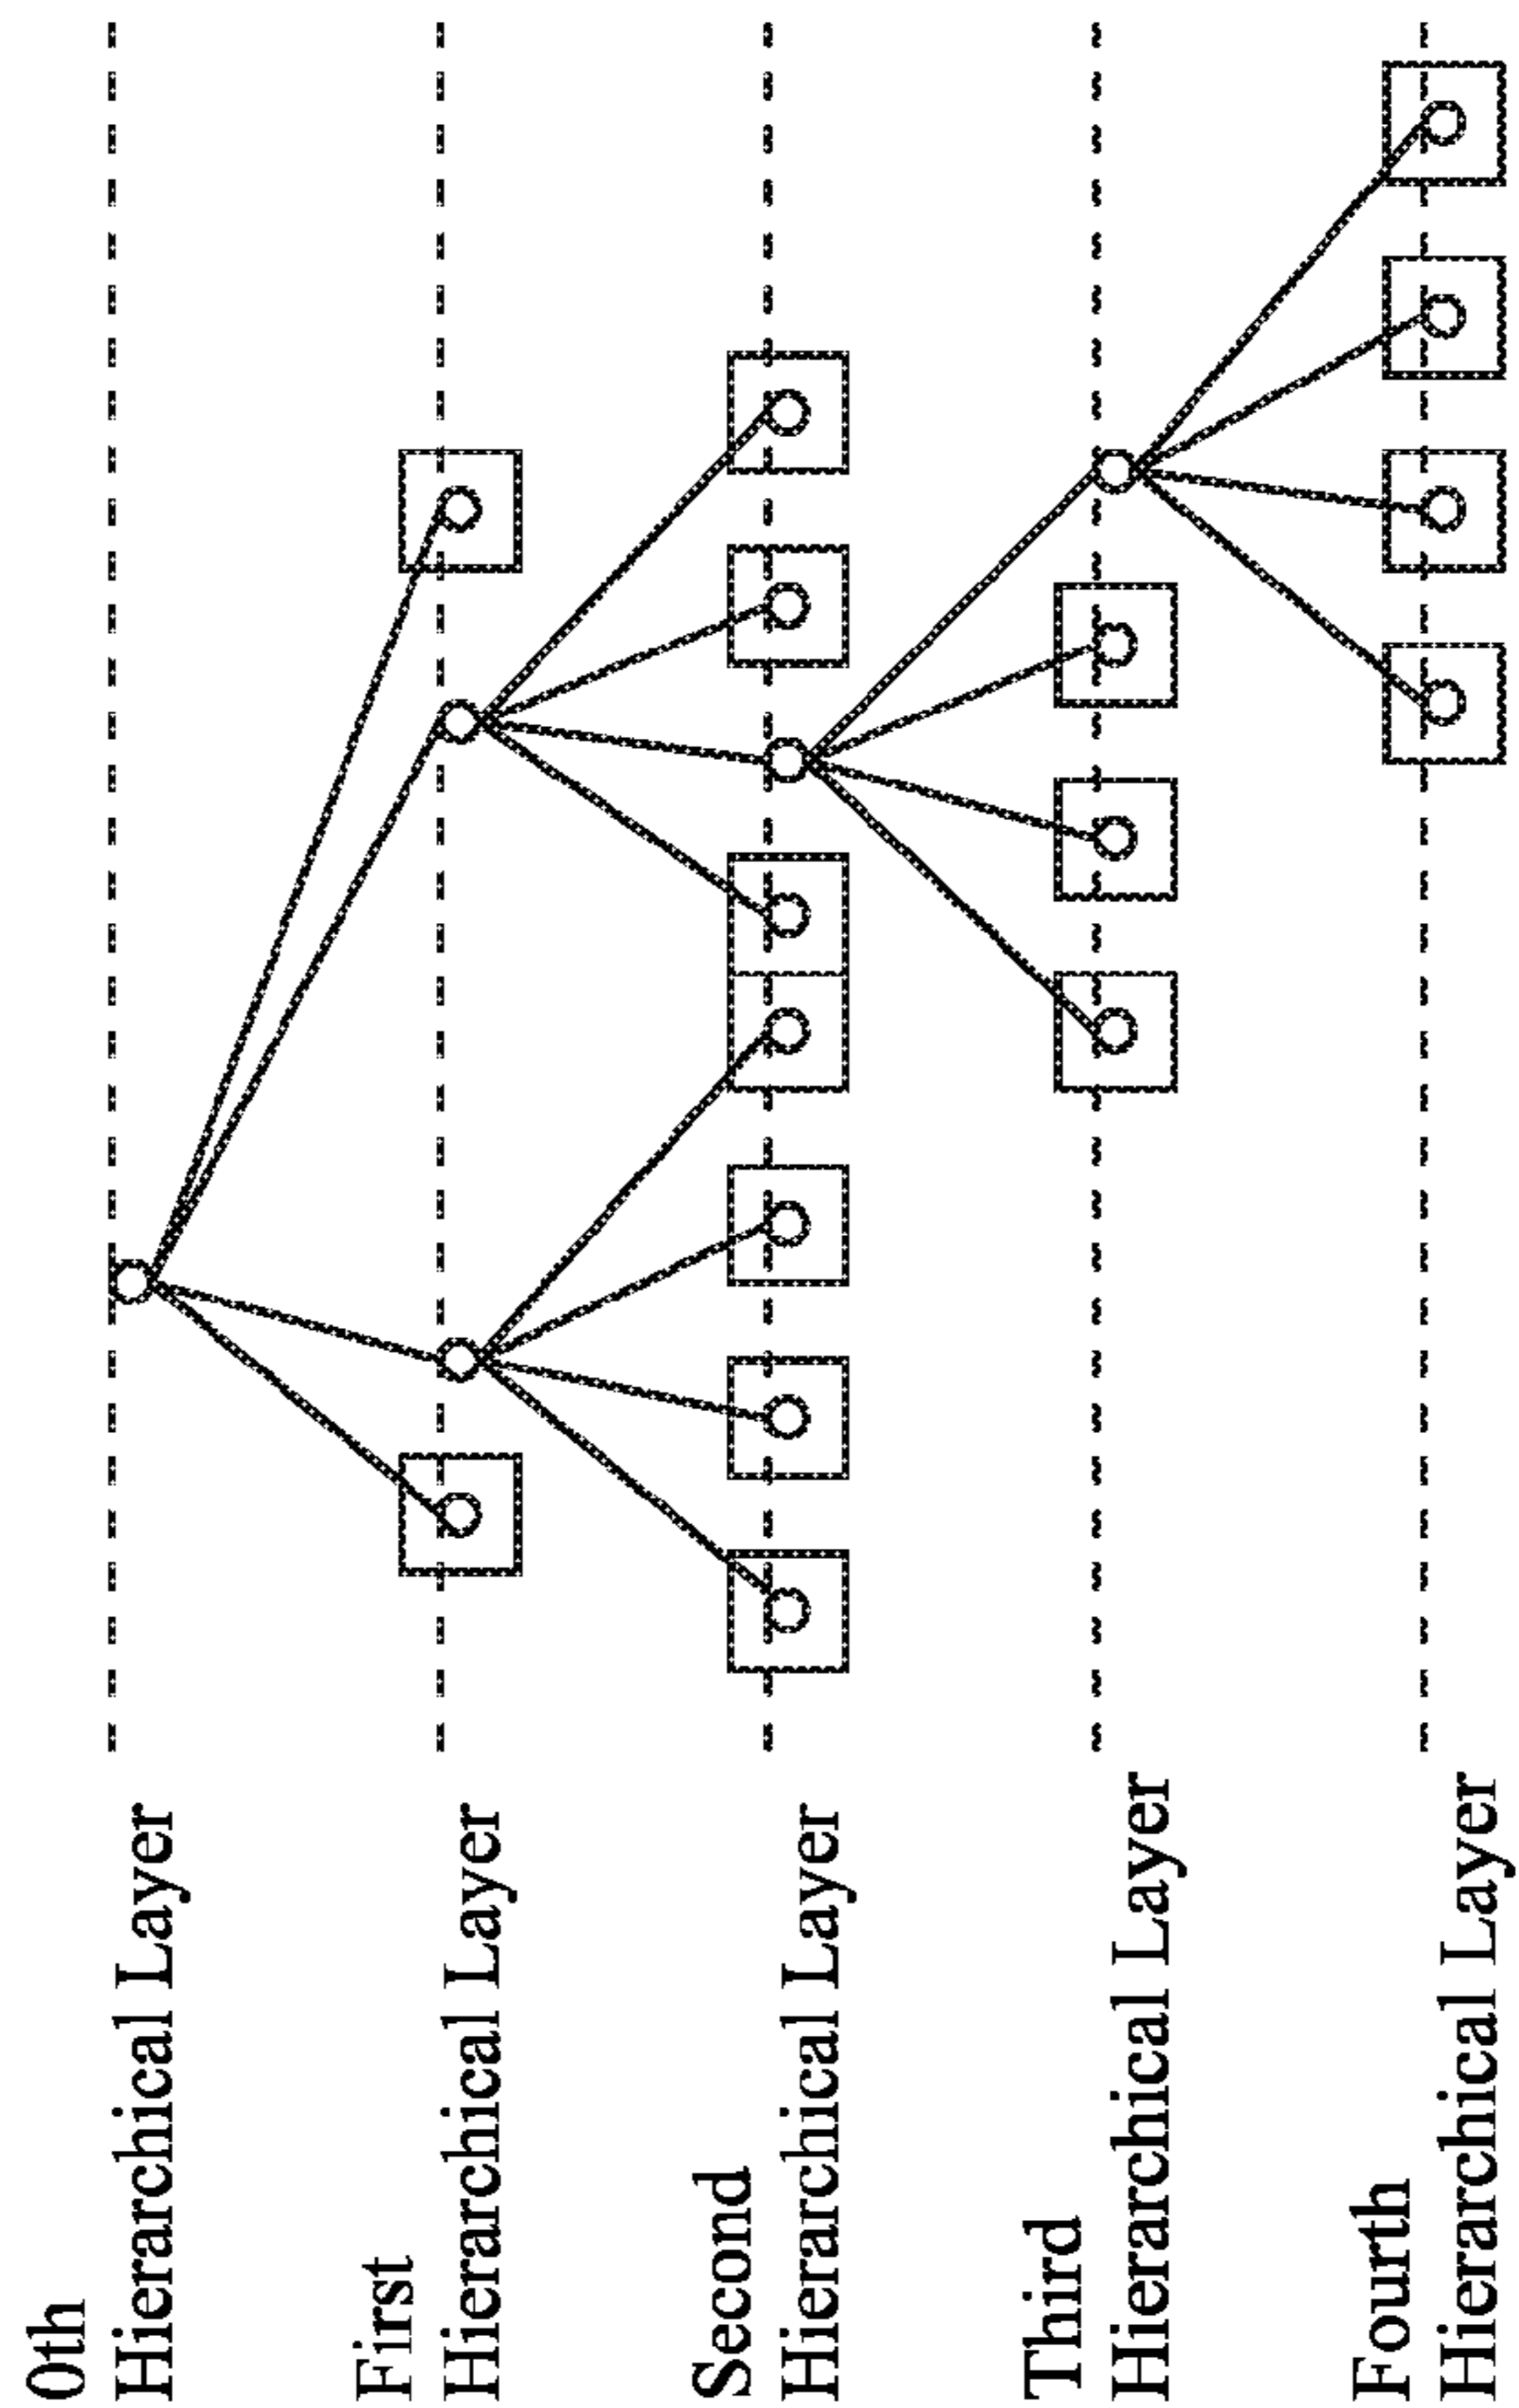 0th
Hierarchical Layer
First
Hierarchical Layer
Second
Hierarchical Layer
Third
Hierarchical Layer
Fourth
Hierarchical Layer